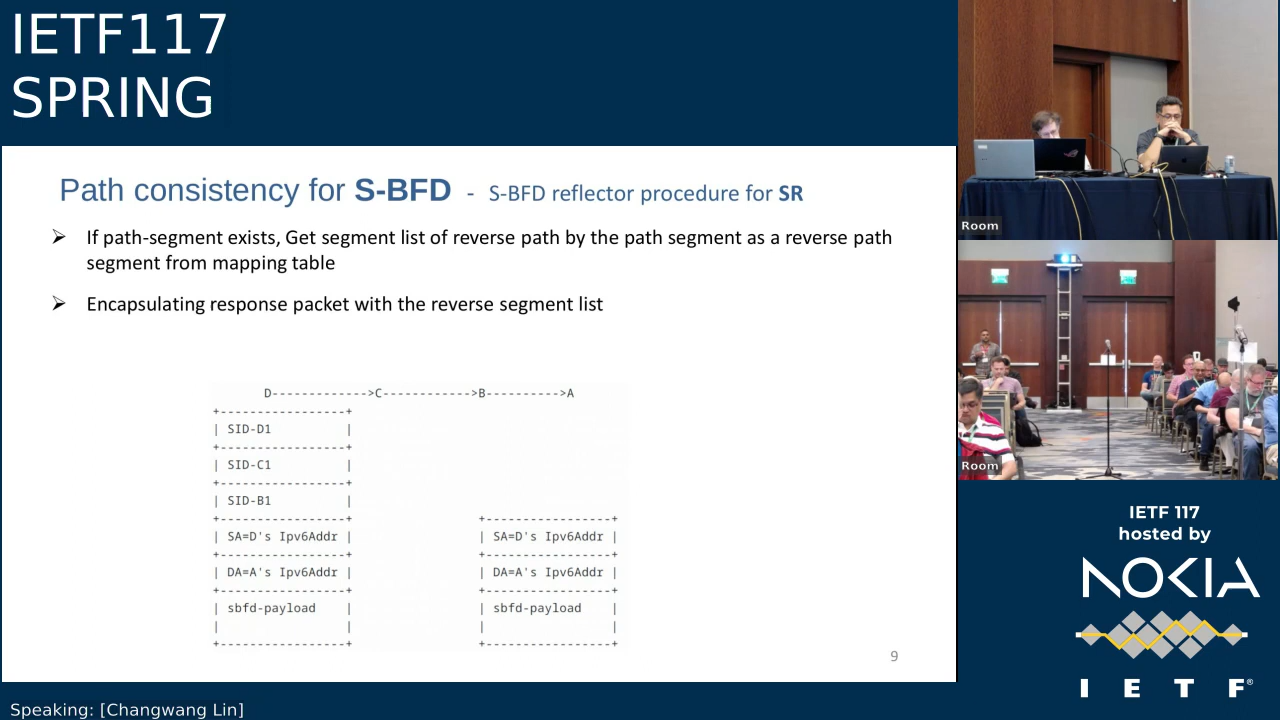 IETF117
SPRING
Path consistency for S-BFD - S-BFD reflector procedure for SR
➢ If path-segment exists, Get segment list of reverse path by the path segment as a reverse path
segment from mapping table
➢ Encapsulating response packet with the reverse segment list
D------------->C------------>B---------->A
+-----------------+
| SID-D1 |
+-----------------+
| SID-C1 |
+-----------------+
| SID-B1 |
+-----------------+ +----------------+
| SA=D's Ipv6Addr | | SA=D's Ipv6Addr |
+-----------------+ +----------------+
| DA=A's Ipv6Addr | | DA=A's Ipv6Addr |
+-----------------+ +----------------+
| sbfd-payload | | sbfd-payload |
| | | |
+-----------------+ +----------------+
9
Room
Room
IETF 117
hosted by
NOKIA
I E T F®
Speaking: [Changwang Lin]